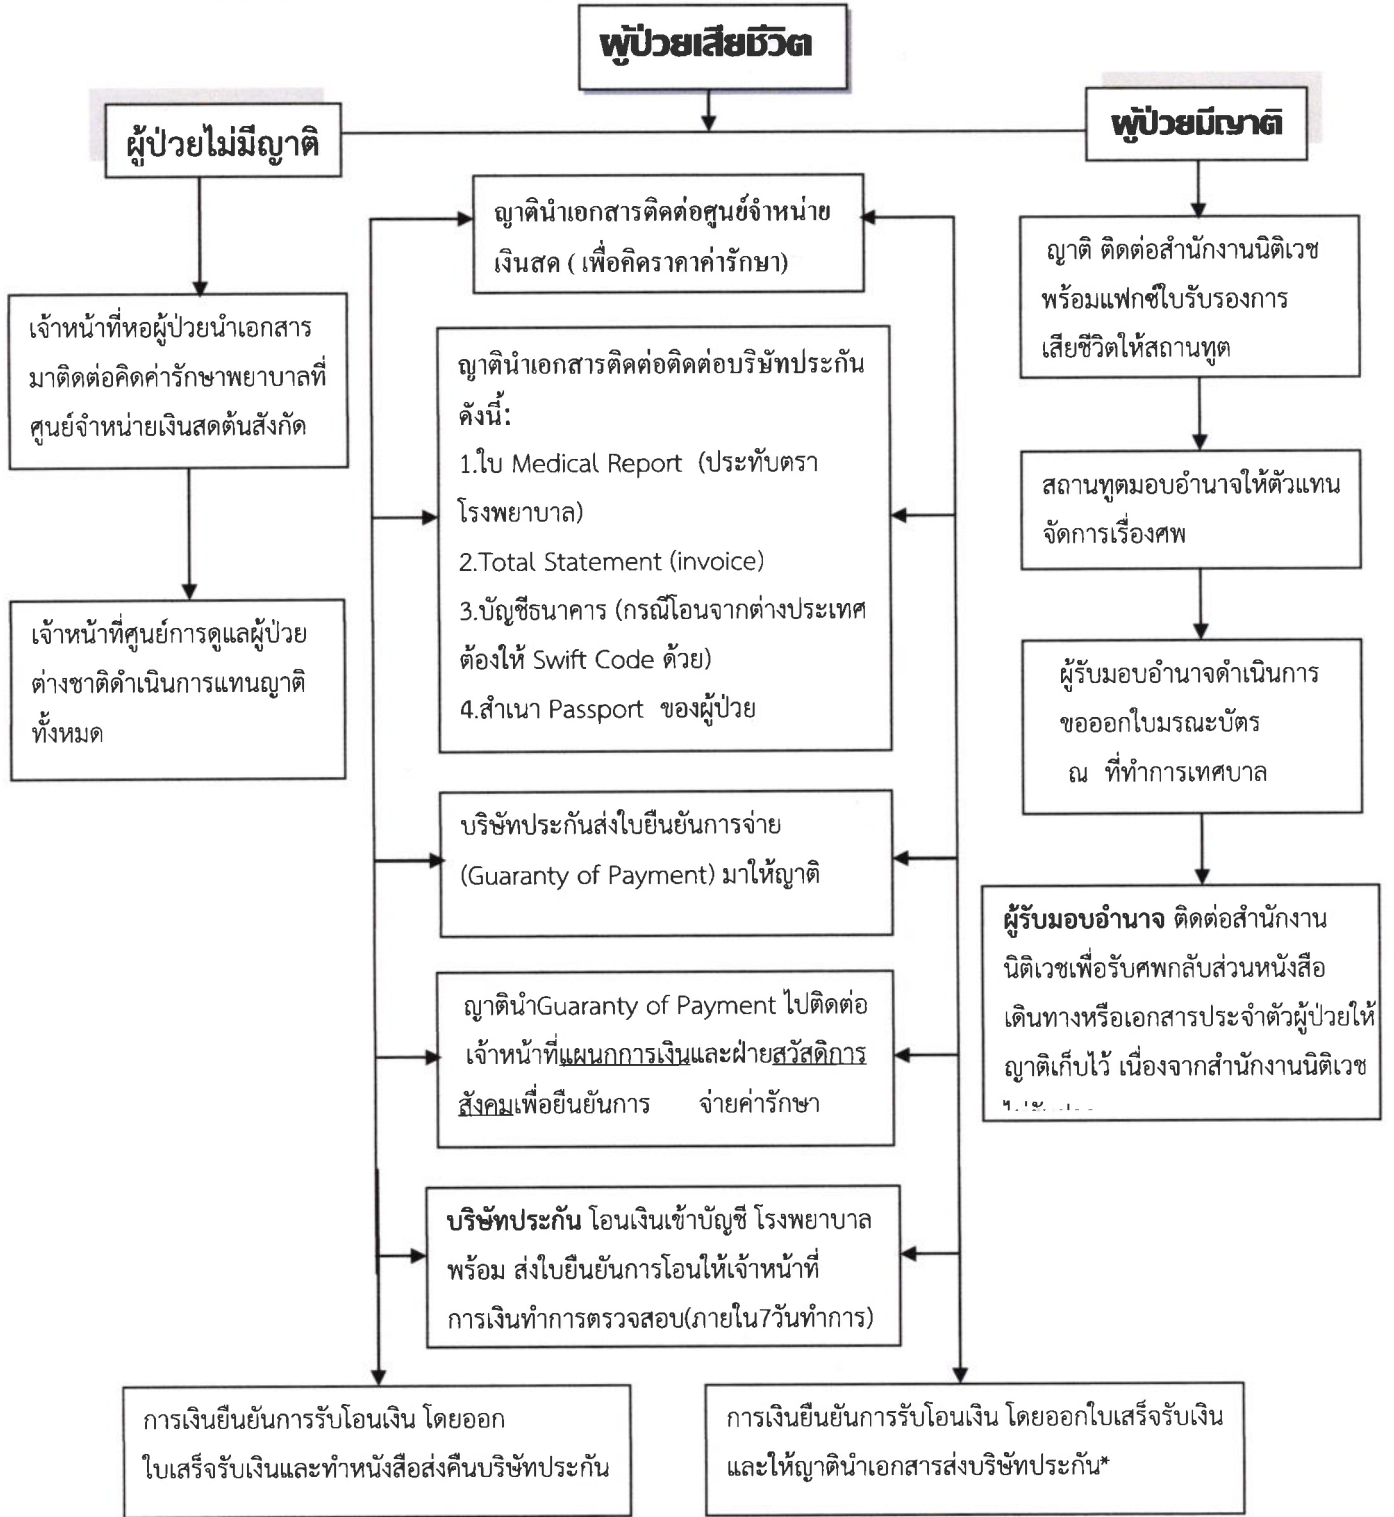 ผู้ป่วยเสียชีวิต
ผู้ป่วยไม่มีญาติ
ผู้ป่วยมีญาติ
เจ้าหน้าที่หอผู้ป่วยนำเอกสาร
มาติดต่อคิดค่ารักษาพยาบาลที่
ศูนย์จำหน่ายเงินสดต้นสังกัด
เจ้าหน้าที่ศูนย์การดูแลผู้ป่วย
ต่างชาติดำเนินการแทนญาติ
ทั้งหมด
ญาตินำเอกสารติดต่อศูนย์จำหน่าย
เงินสด ( เพื่อคิดราคาค่ารักษา)
ญาตินำเอกสารติดต่อติดต่อบริษัทประกัน
ดังนี้:
1.ใบ Medical Report (ประทับตรา
โรงพยาบาล)
2.Total Statement (invoice)
3.บัญชีธนาคาร (กรณีโอนจากต่างประเทศ
ต้องให้ Swift Code ด้วย)
4.สำเนา Passport ของผู้ป่วย
บริษัทประกันส่งใบยืนยันการจ่าย
(Guaranty of Payment) มาให้ญาติ
ญาตินำGuaranty of Payment ไปติดต่อ
เจ้าหน้าที่แผนกการเงินและฝ่ายสวัสดิการ
สังคมเพื่อยืนยันการ จ่ายค่ารักษา
บริษัทประกัน โอนเงินเข้าบัญชี โรงพยาบาล
พร้อม ส่งใบยืนยันการโอนให้เจ้าหน้าที่
การเงินทำการตรวจสอบ(ภายใน7วันทำการ)
ญาติ ติดต่อสำนักงานนิติเวช
พร้อมแฟกซ์ใบรับรองการ
เสียชีวิตให้สถานทูต
สถานทูตมอบอำนาจให้ตัวแทน
จัดการเรื่องศพ
ผู้รับมอบอำนาจดำเนินการ
ขอออกใบมรณะบัตร
ณ ที่ทำการเทศบาล
ผู้รับมอบอำนาจ ติดต่อสำนักงาน
นิติเวชเพื่อรับศพกลับส่วนหนังสือ
เดินทางหรือเอกสารประจำตัวผู้ป่วยให้
ญาติเก็บไว้ เนื่องจากสำนักงานนิติเวช
การเงินยืนยันการรับโอนเงิน โดยออก
ใบเสร็จรับเงินและทำหนังสือส่งคืนบริษัทประกัน
การเงินยืนยันการรับโอนเงิน โดยออกใบเสร็จรับเงิน
และให้ญาตินำเอกสารส่งบริษัทประกัน*